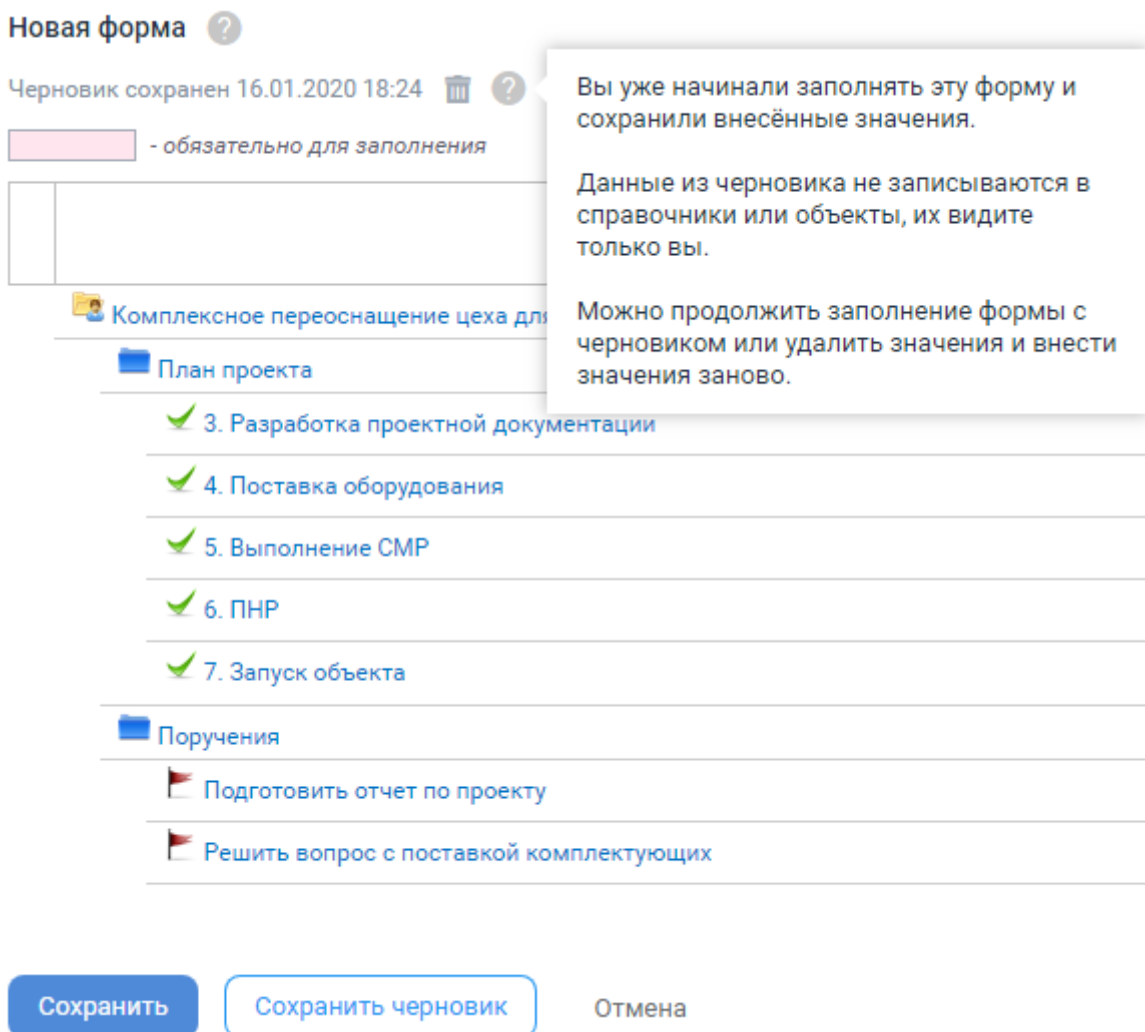 Новая форма ?
Черновик сохранен 16.01.2020 18:24 ?
- обязательно для заполнения
Вы уже начинали заполнять эту форму и
сохранили внесённые значения.
Данные из черновика не записываются в
справочники или объекты, их видите
только вы.
Можно продолжить заполнение формы с
черновиком или удалить значения и внести
значения заново.
Комплексное переоснащение цеха для
План проекта
3. Разработка проектной документации
4. Поставка оборудования
5. Выполнение СМР
6. ПНР
7. Запуск объекта
Поручения
Подготовить отчет по проекту
Решить вопрос с поставкой комплектующих
Сохранить
Сохранить черновик
Отмена